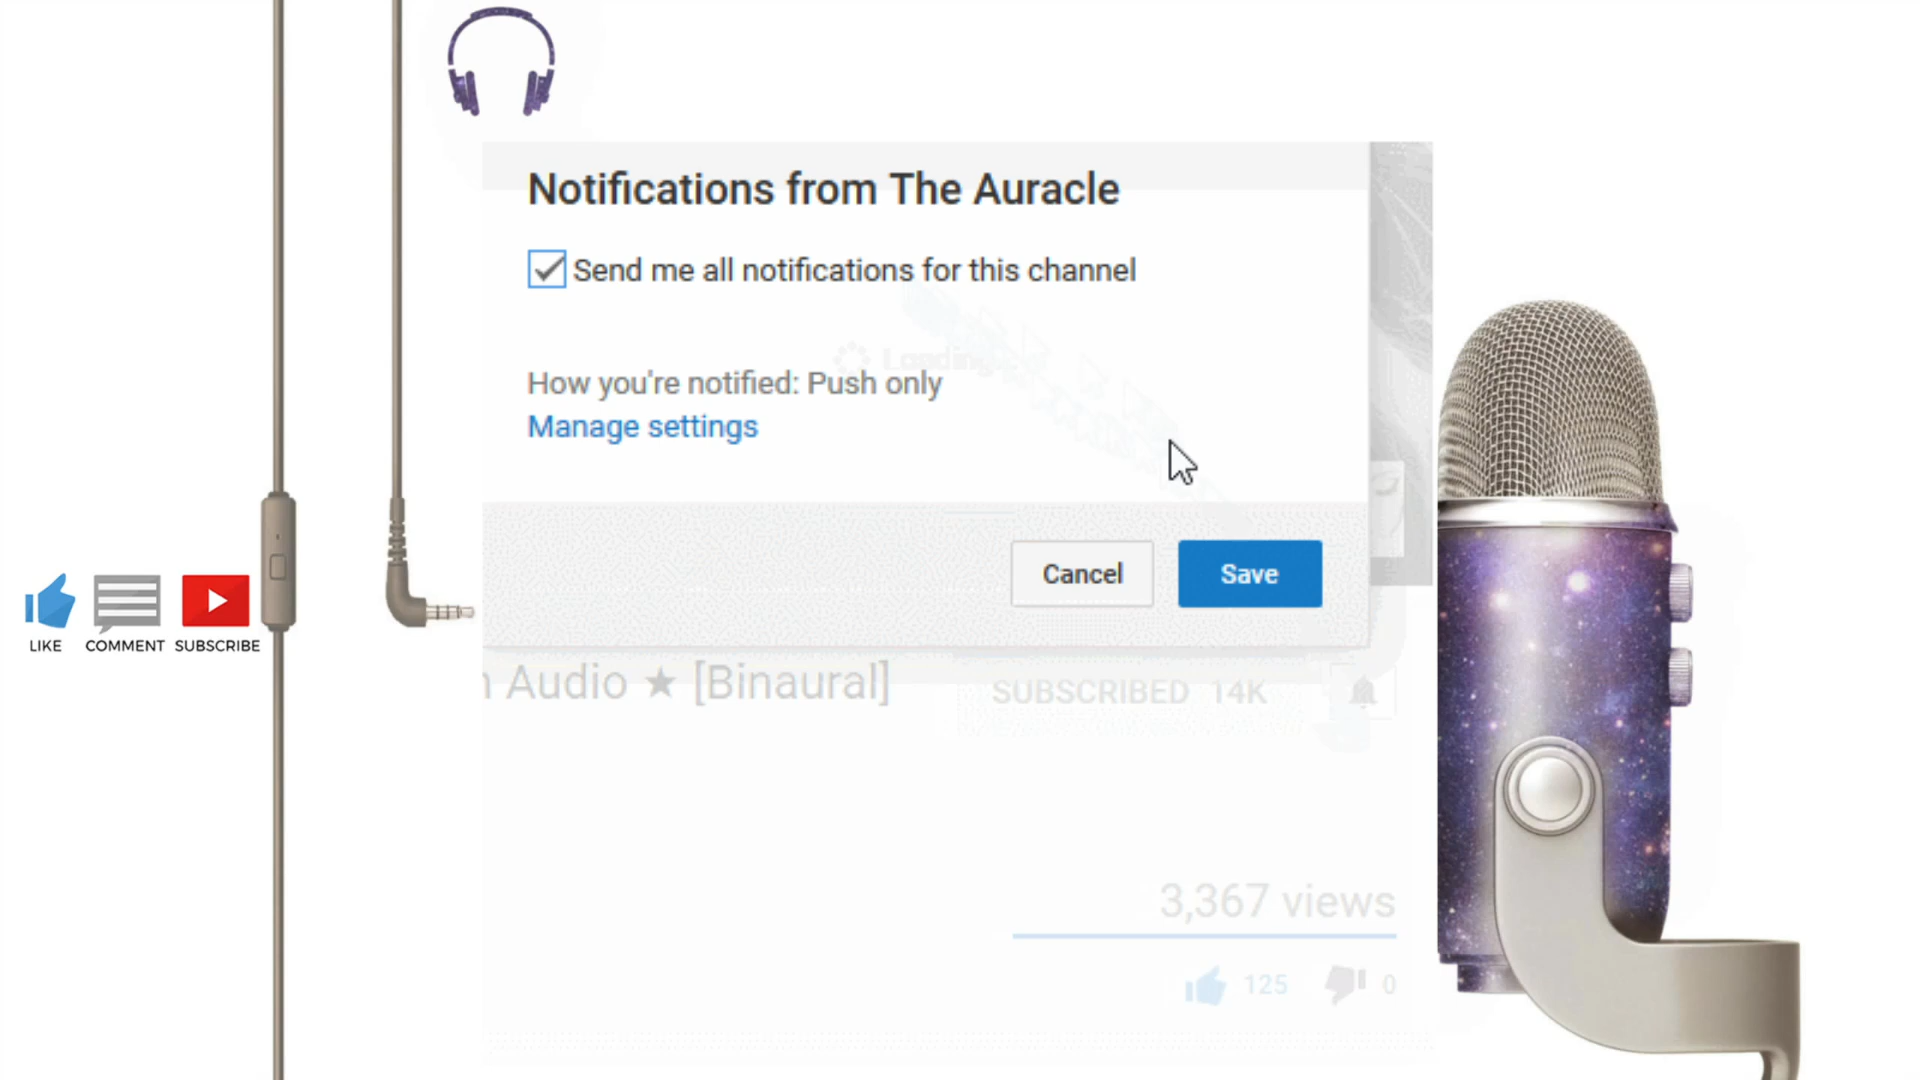 Notifications from The Auracle
Send me all notifications for this channel
Loading...
How you're notified: Push only
Manage settings
Cancel
Save
LIKE
COMMENT
SUBSCRIBE
Audio ★ [Binaural]
SUBSCRIBED 14K
3,367 views
125
0